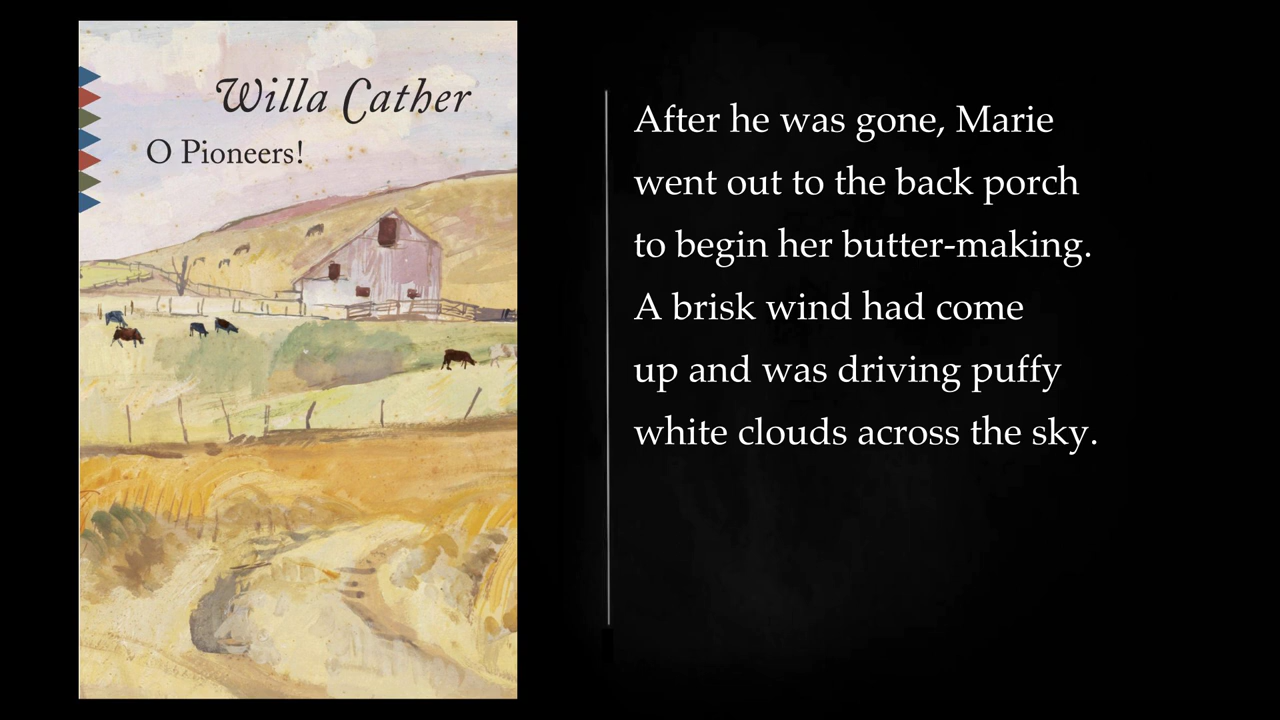 Willa Cather
O Pioneers!
After he was gone, Marie
went out to the back porch
to begin her butter-making.
A brisk wind had come
up and was driving puffy
white clouds across the sky.